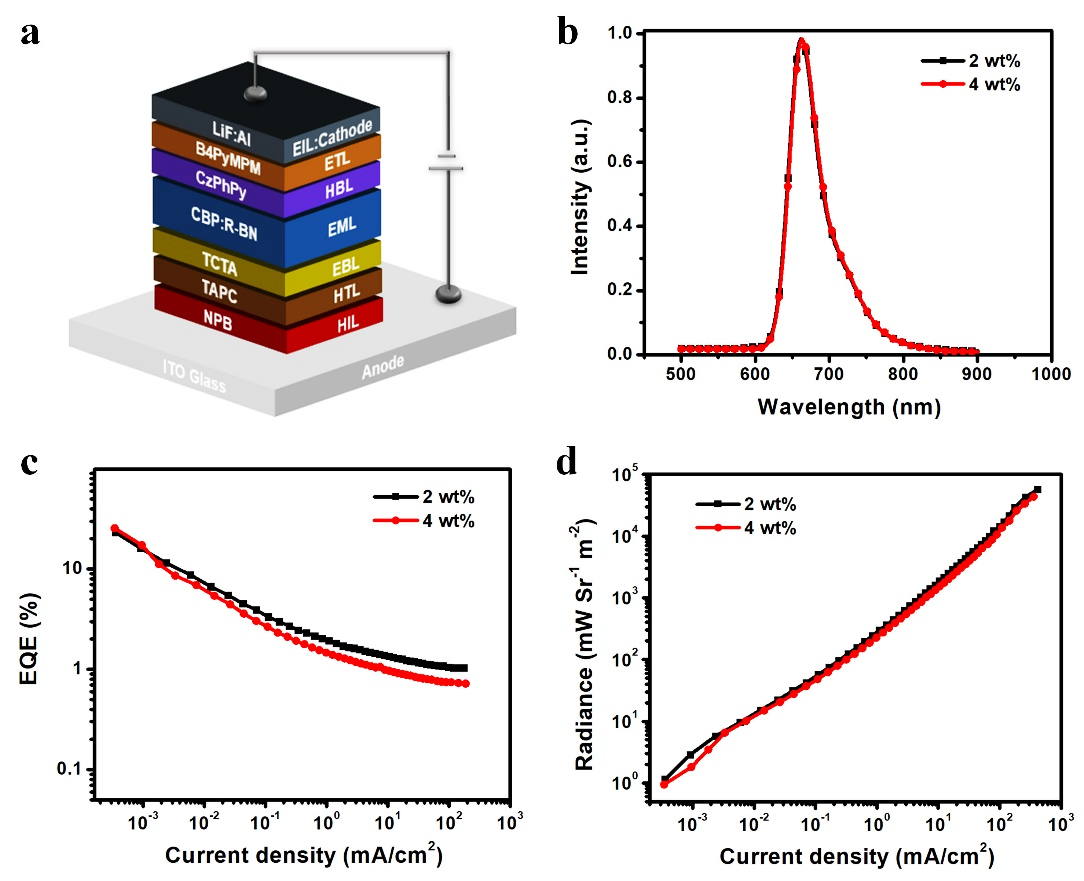 a
LiF:Al EIL:Cathode
B4PyMPM ETL
CzPhPy HBL
CBP:R-BN EML
TCTA EBL
TAPC HTL
NPB HIL
ITO Glass Anode
b
2 wt%
4 wt%
1.0
0.8
0.6
0.4
0.2
0.0
Intensity (a.u.)
500 600 700 800 900 1000
Wavelength (nm)
c
2 wt%
4 wt%
10
1
0.1
EQE (%)
10⁻³ 10⁻² 10⁻¹ 10⁰ 10¹ 10² 10³
Current density (mA/cm²)
d
2 wt%
4 wt%
10⁵
10⁴
10³
10²
10¹
10⁰
Radiance (mW Sr⁻¹ m⁻²)
10⁻³ 10⁻² 10⁻¹ 10⁰ 10¹ 10² 10³
Current density (mA/cm²)